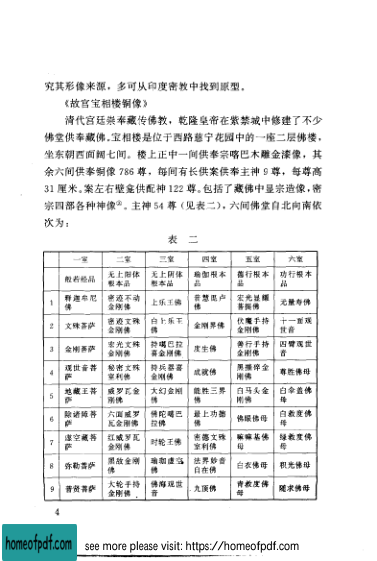 究其形像来源，多可从印度密教中找到原型。
《故宫宝相楼铜像》
清代宫廷崇奉藏传佛教，乾隆皇帝在紫禁城中修建了不少
佛堂供奉藏佛。宝相楼是位于西路慈宁花园中的一座二层佛楼，
坐东朝西面阔七间。楼上正中一间供奉宗喀巴木雕金漆像，其
余六间供奉铜像 786 尊，每间有长供案供奉主神 9 尊，每尊高
31 厘米。案左右壁龛供配神 122 尊。包括了藏佛中显宗造像，密
宗四部各种神像。主神 54 尊（见表二），六间佛堂自北向南依
次为：
表 二
一室 二室 三室 四室 五室 六室
般若经品 无上阳体根本品 无上阴体根本品 瑜伽根本品 德行根本品 功行根本品
1 释迦牟尼佛 密迹不动金刚佛 上乐王佛 普慧毘卢佛 宏光显耀菩提佛 无量寿佛
2 文殊菩萨 密迹文殊金刚佛 白上乐王佛 金刚界佛 伏魔手持金刚佛 十一面观世音
3 金刚菩萨 宏光文殊金刚佛 持噶巴拉喜金刚佛 度生佛 善行手持金刚佛 四臂观世音
4 观世音菩萨 秘密文殊室利佛 持兵器喜金刚佛 成就佛 黑摧碎金刚佛 尊胜佛母
5 地藏王菩萨 威罗瓦金刚佛 大幻金刚佛 能胜三界佛 白马头金刚佛 白伞盖佛母
6 除诸障菩萨 六面威罗瓦金刚佛 佛陀噶巴拉佛 最上功德佛 佛眼佛母 白救度佛母
7 虚空藏菩萨 红威罗瓦金刚佛 时轮王佛 密德文殊室利佛 嘛嘛基佛母 绿救度佛母
8 弥勒菩萨 黑敌金刚佛 瑜伽虚空佛 法界妙音自在佛 白衣佛母 积光佛母
9 普贤菩萨 大轮手持金刚佛 佛海观世音 九顶佛 青救度佛母 随求佛母
4
homeofpdf.com
see more please visit: https://homeofpdf.com